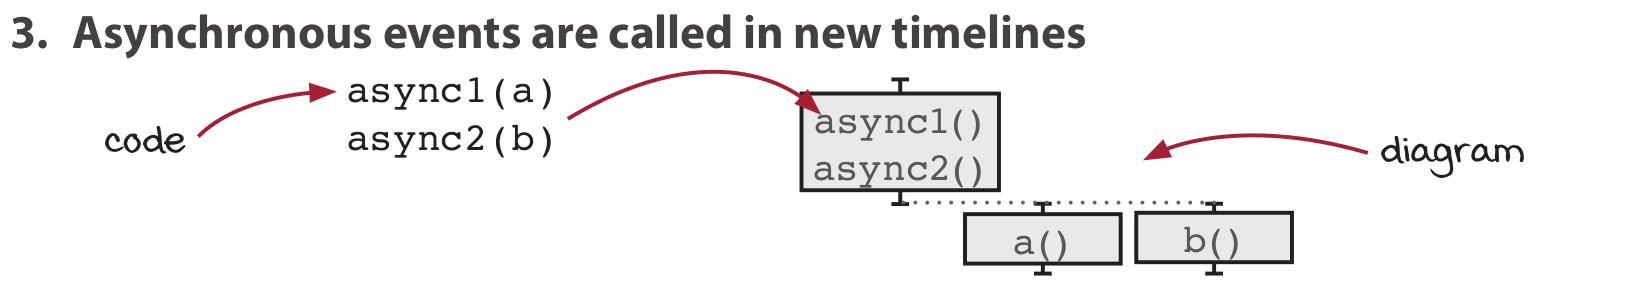 3. Asynchronous events are called in new timelines
code
async1(a)
async2(b)
async1()
async2()
diagram
a()
b()